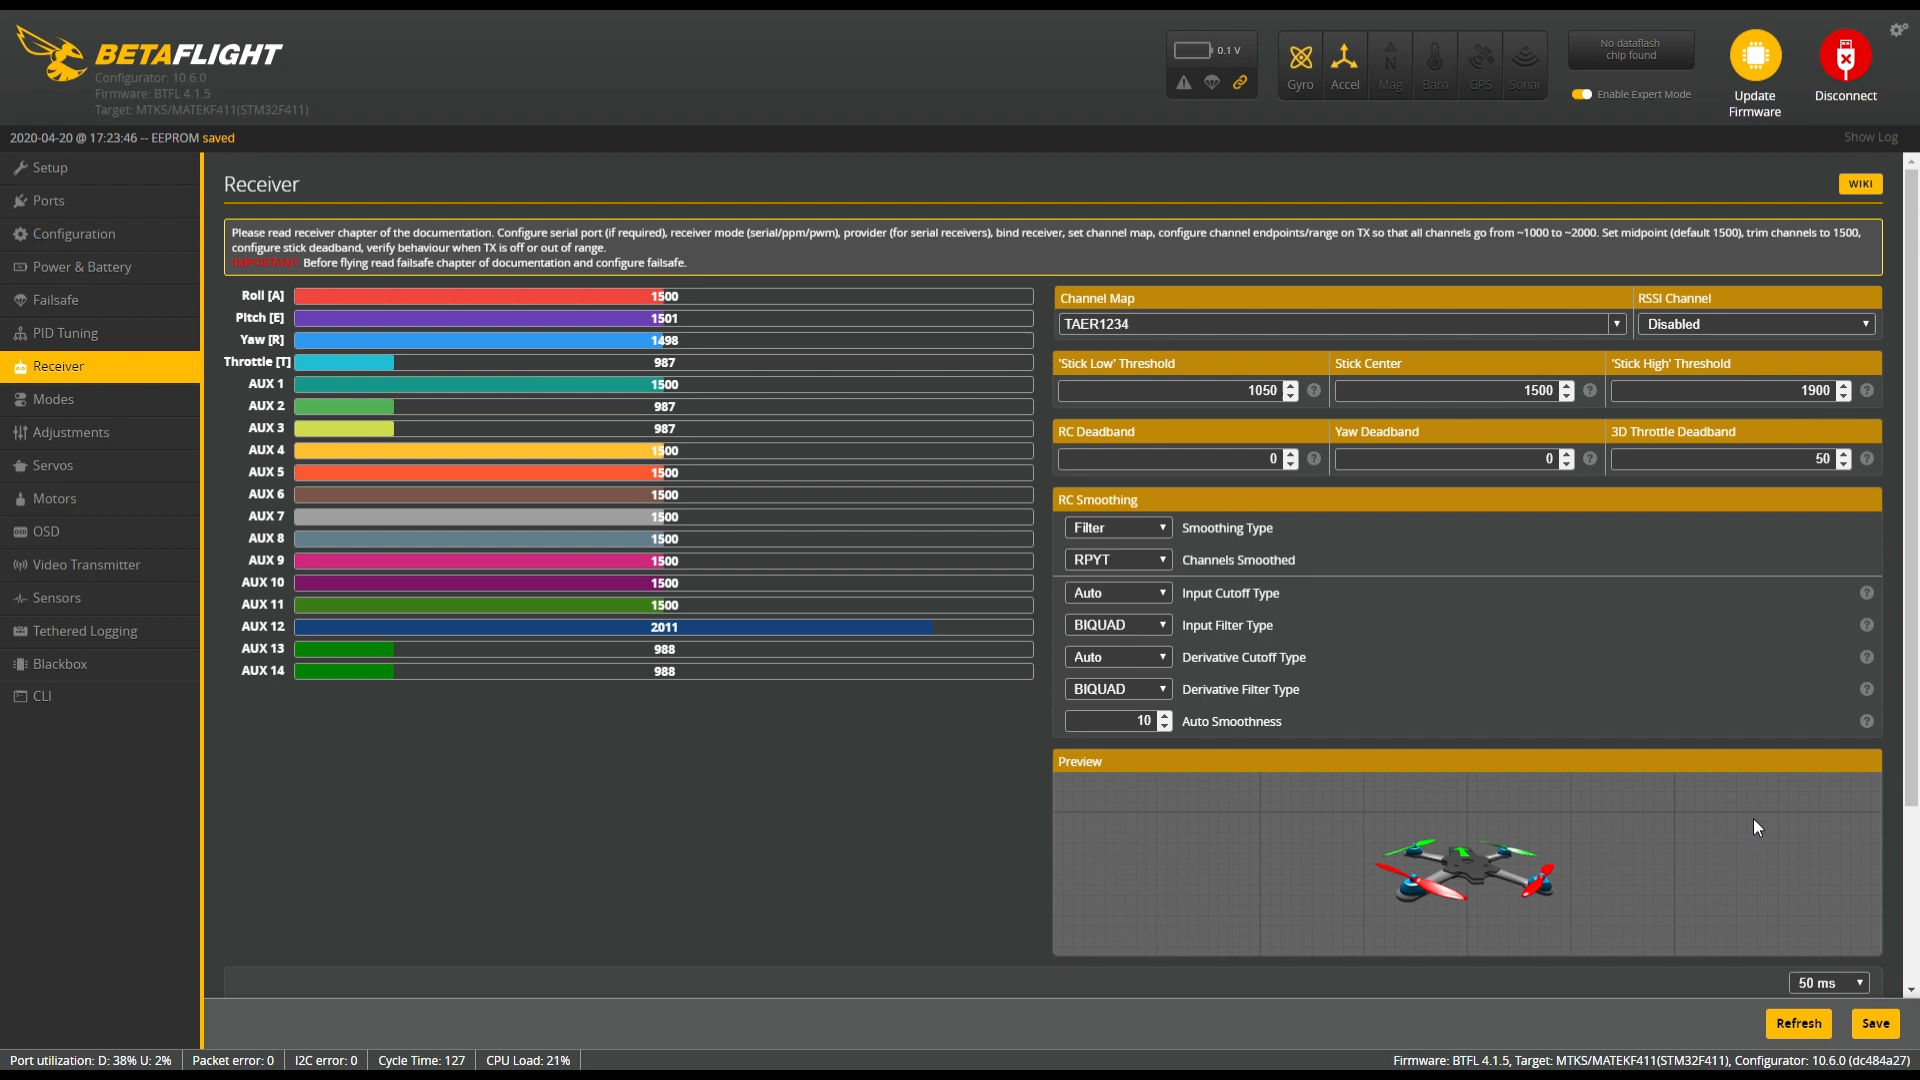 BETAFLIGHT
Configurator: 10.6.0
Firmware: BTFL 4.1.5
Target: MTKS/MATEKF411(STM32F411)
0.1 V
Gyro
Accel
Mag
Baro
GPS
Sonar
No dataflash
chip found
Enable Expert Mode
Update
Firmware
Disconnect
2020-04-20 @ 17:23:46 -- EEPROM saved
Show Log
Setup
Ports
Configuration
Power & Battery
Failsafe
PID Tuning
Receiver
Modes
Adjustments
Servos
Motors
OSD
Video Transmitter
Sensors
Tethered Logging
Blackbox
CLI
Receiver
WIKI
Please read receiver chapter of the documentation. Configure serial port (if required), receiver mode (serial/ppm/pwm), provider (for serial receivers), bind receiver, set channel map, configure channel endpoints/range on TX so that all channels go from ~1000 to ~2000. Set midpoint (default 1500), trim channels to 1500,
configure stick deadband, verify behaviour when TX is off or out of range.
IMPORTANT: Before flying read failsafe chapter of documentation and configure failsafe.
Roll [A] 1500
Pitch [E] 1501
Yaw [R] 1498
Throttle [T] 987
AUX 1 1500
AUX 2 987
AUX 3 987
AUX 4 1500
AUX 5 1500
AUX 6 1500
AUX 7 1500
AUX 8 1500
AUX 9 1500
AUX 10 1500
AUX 11 1500
AUX 12 2011
AUX 13 988
AUX 14 988
Channel Map
RSSI Channel
TAER1234
Disabled
'Stick Low' Threshold
Stick Center
'Stick High' Threshold
1050
1500
1900
RC Deadband
Yaw Deadband
3D Throttle Deadband
0
0
50
RC Smoothing
Filter Smoothing Type
RPYT Channels Smoothed
Auto Input Cutoff Type
BIQUAD Input Filter Type
Auto Derivative Cutoff Type
BIQUAD Derivative Filter Type
10 Auto Smoothness
Preview
50 ms
Refresh
Save
Port utilization: D: 38% U: 2%
Packet error: 0
I2C error: 0
Cycle Time: 127
CPU Load: 21%
Firmware: BTFL 4.1.5, Target: MTKS/MATEKF411(STM32F411), Configurator: 10.6.0 (dc484a27)